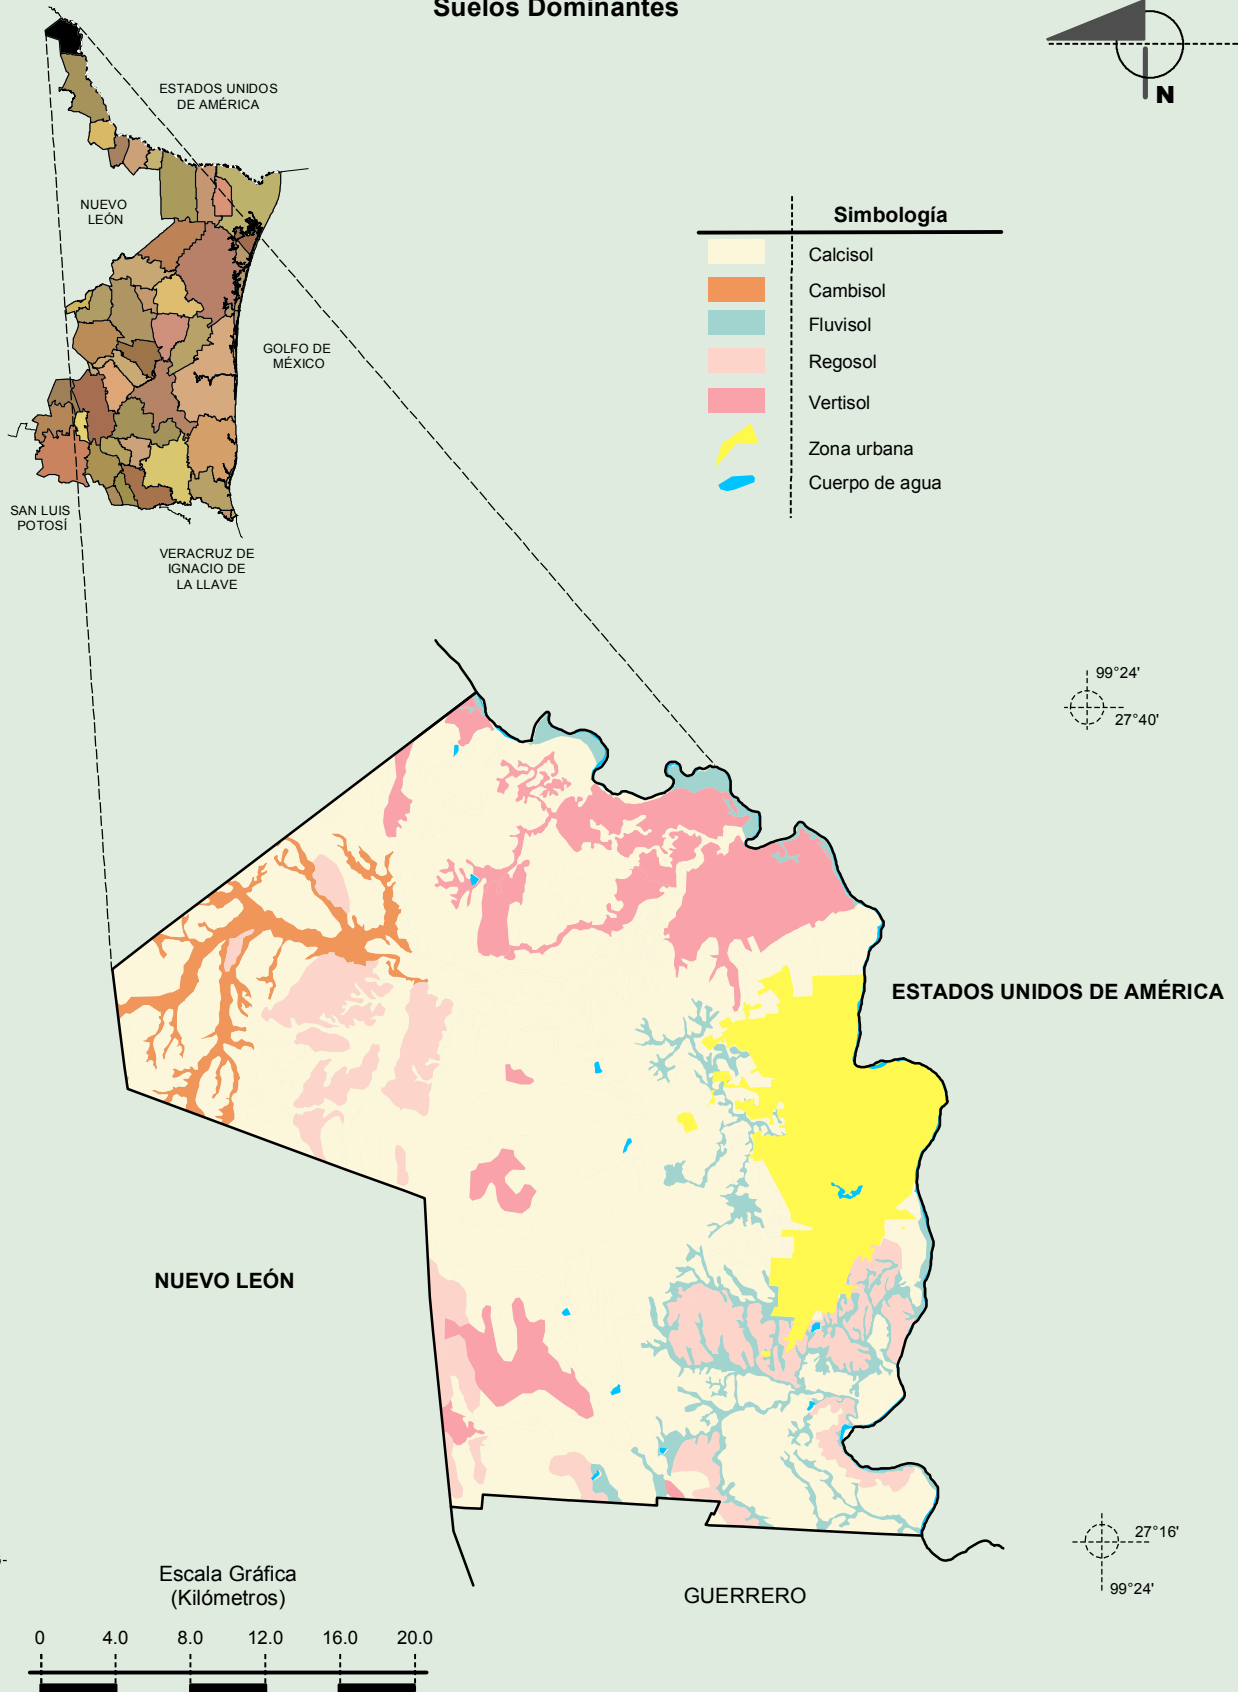 Suelos Dominantes
N
ESTADOS UNIDOS
DE AMÉRICA
NUEVO
LEÓN
GOLFO DE
MÉXICO
SAN LUIS
POTOSÍ
VERACRUZ DE
IGNACIO DE
LA LLAVE
Simbología
Calcisol
Cambisol
Fluvisol
Regosol
Vertisol
Zona urbana
Cuerpo de agua
99°24'
27°40'
ESTADOS UNIDOS DE AMÉRICA
NUEVO LEÓN
27°16'
99°24'
GUERRERO
Escala Gráfica
(Kilómetros)
0 4.0 8.0 12.0 16.0 20.0